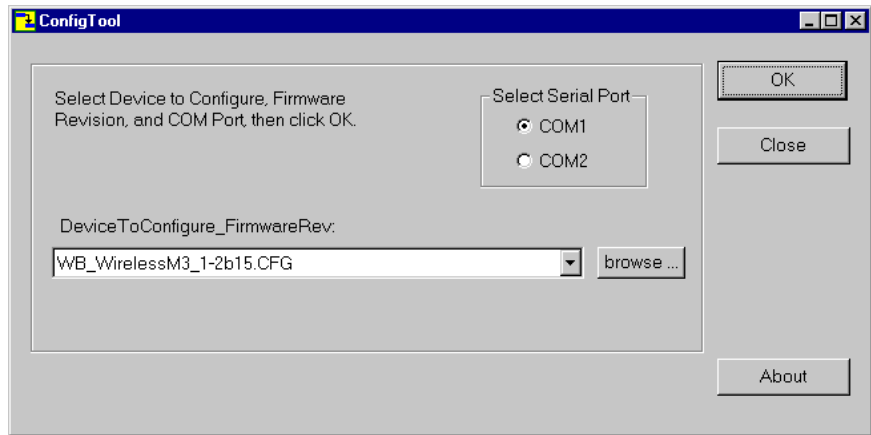 ConfigTool
Select Device to Configure, Firmware
Revision, and COM Port, then click OK.
Select Serial Port
COM1
COM2
OK
Close
DeviceToConfigure_FirmwareRev:
WB_WirelessM3_1-2b15.CFG
browse ...
About